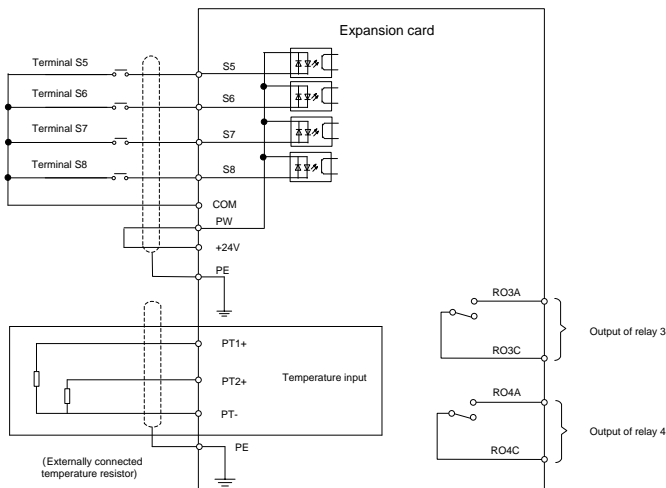 Expansion card
Terminal S5
S5
Terminal S6
S6
Terminal S7
S7
Terminal S8
S8
COM
PW
+24V
PE
RO3A
Output of relay 3
RO3C
PT1+
PT2+
Temperature input
PT-
RO4A
Output of relay 4
RO4C
PE
(Externally connected
temperature resistor)